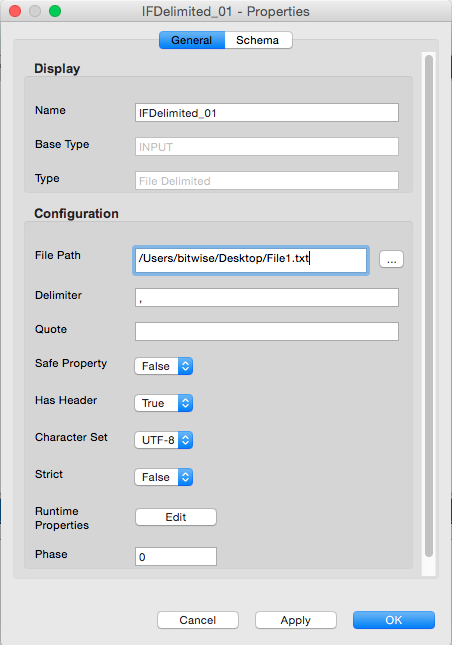 IFDelimited_01 - Properties
General Schema
Display
Name IFDelimited_01
Base Type INPUT
Type File Delimited
Configuration
File Path /Users/bitwise/Desktop/File1.txt ...
Delimiter ,
Quote
Safe Property False
Has Header True
Character Set UTF-8
Strict False
Runtime
Properties Edit
Phase 0
Cancel Apply OK